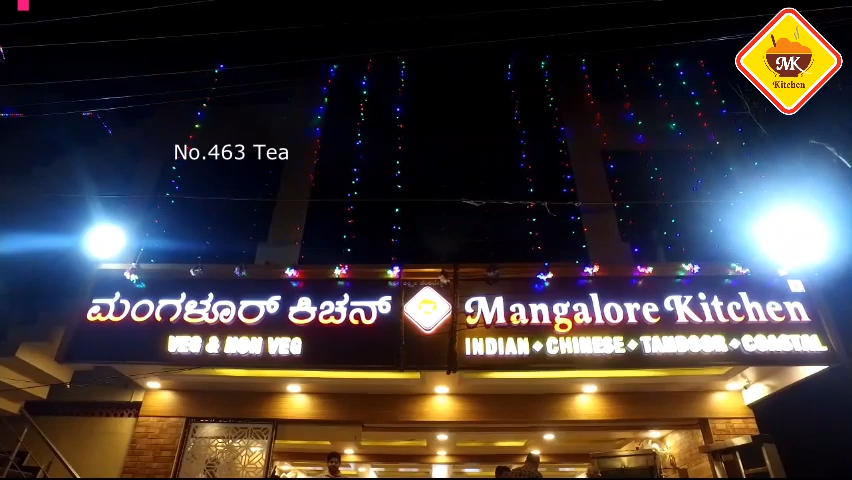 MK
Kitchen
No.463 Tea
ಮಂಗಳೂರ್ ಕಿಚನ್
VEG & NON VEG
Mangalore Kitchen
INDIAN ◆ CHINESE ◆ TANDOOR ◆ COASTAL